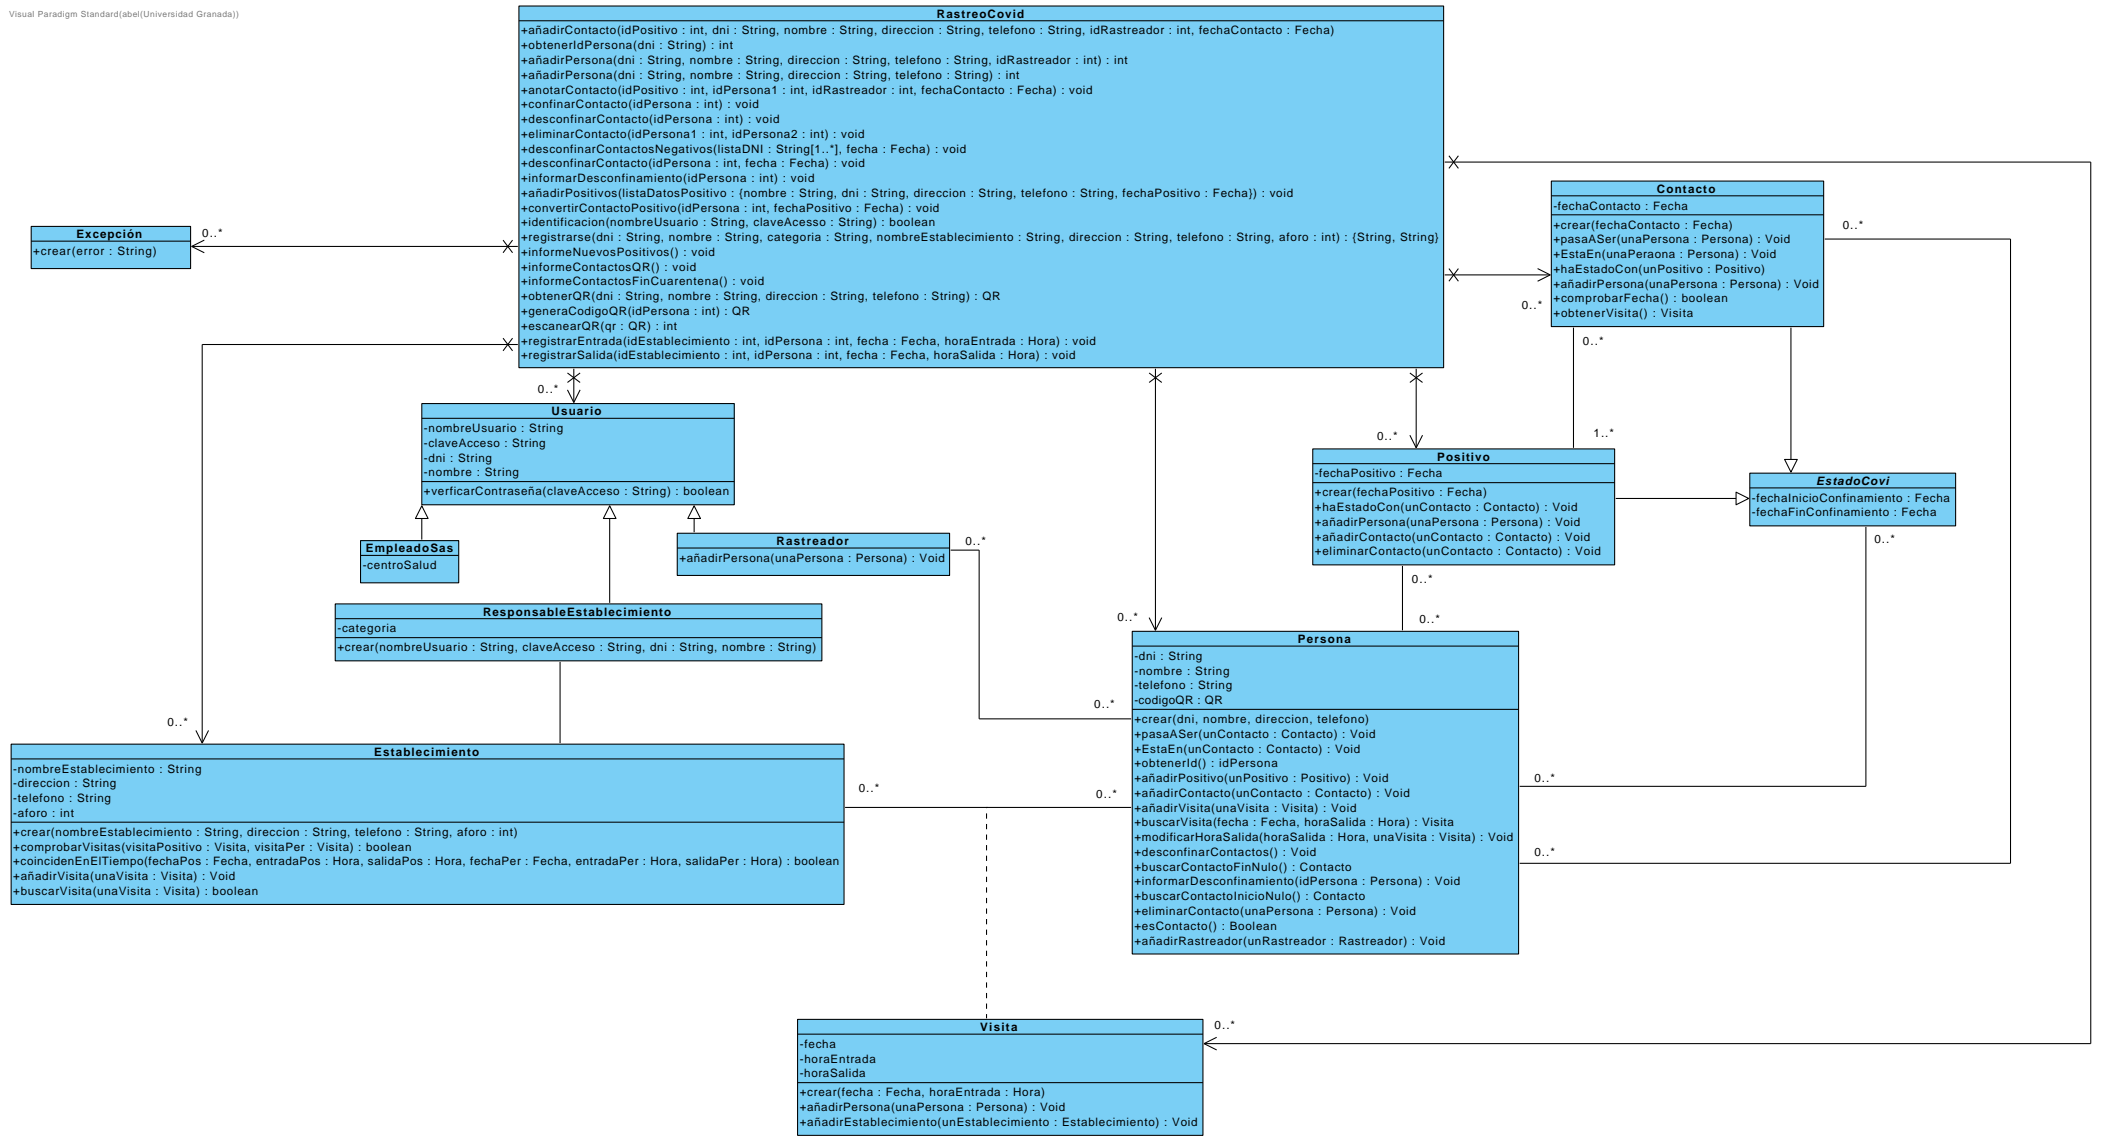 Visual Paradigm Standard(abel(Universidad Granada))
RastreoCovid
+añadirContacto(idPositivo : int, dni : String, nombre : String, direccion : String, telefono : String, idRastreador : int, fechaContacto : Fecha)
+obtenerIdPersona(dni : String) : int
+añadirPersona(dni : String, nombre : String, direccion : String, telefono : String, idRastreador : int) : int
+añadirPersona(dni : String, nombre : String, direccion : String, telefono : String) : int
+anotarContacto(idPositivo : int, idPersona1 : int, idRastreador : int, fechaContacto : Fecha) : void
+confinarContacto(idPersona : int) : void
+desconfinarContacto(idPersona : int) : void
+eliminarContacto(idPersona1 : int, idPersona2 : int) : void
+desconfinarContactosNegativos(listaDNI : String[1..*], fecha : Fecha) : void
+desconfinarContacto(idPersona : int, fecha : Fecha) : void
+informarDesconfinamiento(idPersona : int) : void
+añadirPositivos(listaDatosPositivo : {nombre : String, dni : String, direccion : String, telefono : String, fechaPositivo : Fecha}) : void
+convertirContactoPositivo(idPersona : int, fechaPositivo : Fecha) : void
+identificacion(nombreUsuario : String, claveAcesso : String) : boolean
+registrarse(dni : String, nombre : String, categoria : String, nombreEstablecimiento : String, direccion : String, telefono : String, aforo : int) : {String, String}
+informeNuevosPositivos() : void
+informeContactosQR() : void
+informeContactosFinCuarentena() : void
+obtenerQR(dni : String, nombre : String, direccion : String, telefono : String) : QR
+generaCodigoQR(idPersona : int) : QR
+escanearQR(qr : QR) : int
+registrarEntrada(idEstablecimiento : int, idPersona : int, fecha : Fecha, horaEntrada : Hora) : void
+registrarSalida(idEstablecimiento : int, idPersona : int, fecha : Fecha, horaSalida : Hora) : void
Excepción
+crear(error : String)
0..*
Contacto
-fechaContacto : Fecha
+crear(fechaContacto : Fecha)
+pasaASer(unaPersona : Persona) : Void
+EstaEn(unaPeraona : Persona) : Void
+haEstadoCon(unPositivo : Positivo)
+añadirPersona(unaPersona : Persona) : Void
+comprobarFecha() : boolean
+obtenerVisita() : Visita
0..*
0..*
0..*
0..*
Usuario
-nombreUsuario : String
-claveAcceso : String
-dni : String
-nombre : String
+verficarContraseña(claveAcceso : String) : boolean
0..*
1..*
Positivo
-fechaPositivo : Fecha
+crear(fechaPositivo : Fecha)
+haEstadoCon(unContacto : Contacto) : Void
+añadirPersona(unaPersona : Persona) : Void
+añadirContacto(unContacto : Contacto) : Void
+eliminarContacto(unContacto : Contacto) : Void
EstadoCovi
-fechaInicioConfinamiento : Fecha
-fechaFinConfinamiento : Fecha
0..*
EmpleadoSas
-centroSalud
Rastreador
+añadirPersona(unaPersona : Persona) : Void
0..*
0..*
0..*
0..*
ResponsableEstablecimiento
-categoria
+crear(nombreUsuario : String, claveAcceso : String, dni : String, nombre : String)
Persona
-dni : String
-nombre : String
-telefono : String
-codigoQR : QR
+crear(dni, nombre, direccion, telefono)
+pasaASer(unContacto : Contacto) : Void
+EstaEn(unContacto : Contacto) : Void
+obtenerId() : idPersona
+añadirPositivo(unPositivo : Positivo) : Void
+añadirContacto(unContacto : Contacto) : Void
+añadirVisita(unaVisita : Visita) : Void
+buscarVisita(fecha : Fecha, horaSalida : Hora) : Visita
+modificarHoraSalida(horaSalida : Hora, unaVisita : Visita) : Void
+desconfinarContactos() : Void
+buscarContactoFinNulo() : Contacto
+informarDesconfinamiento(idPersona : Persona) : Void
+buscarContactoInicioNulo() : Contacto
+eliminarContacto(unaPersona : Persona) : Void
+esContacto() : Boolean
+añadirRastreador(unRastreador : Rastreador) : Void
0..*
0..*
0..*
0..*
Establecimiento
-nombreEstablecimiento : String
-direccion : String
-telefono : String
-aforo : int
+crear(nombreEstablecimiento : String, direccion : String, telefono : String, aforo : int)
+comprobarVisitas(visitaPositivo : Visita, visitaPer : Visita) : boolean
+coincidenEnElTiempo(fechaPos : Fecha, entradaPos : Hora, salidaPos : Hora, fechaPer : Fecha, entradaPer : Hora, salidaPer : Hora) : boolean
+añadirVisita(unaVisita : Visita) : Void
+buscarVisita(unaVisita : Visita) : boolean
0..*
0..*
Visita
-fecha
-horaEntrada
-horaSalida
+crear(fecha : Fecha, horaEntrada : Hora)
+añadirPersona(unaPersona : Persona) : Void
+añadirEstablecimiento(unEstablecimiento : Establecimiento) : Void
0..*